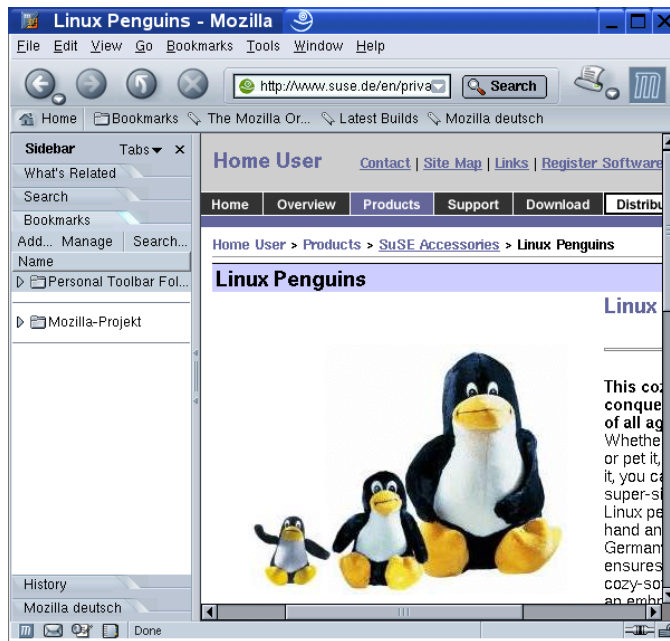 Linux Penguins - Mozilla
File Edit View Go Bookmarks Tools Window Help
http://www.suse.de/en/priva
Search
Home Bookmarks The Mozilla Or... Latest Builds Mozilla deutsch
Sidebar Tabs
What's Related
Search
Bookmarks
Add... Manage Search...
Name
Personal Toolbar Fol...
Mozilla-Projekt
History
Mozilla deutsch
Home User Contact | Site Map | Links | Register Software
Home Overview Products Support Download Distribu
Home User > Products > SuSE Accessories > Linux Penguins
Linux Penguins
Linux
This coz
conque
of all ag
Whethe
or pet it,
it, you ca
super-si
Linux pe
hand an
German
ensures
cozy-so
an embr
Done